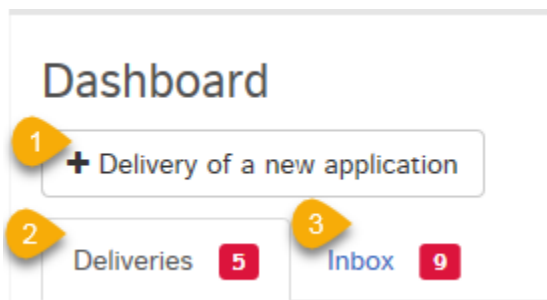 Dashboard
1
+ Delivery of a new application
2 3
Deliveries 5 Inbox 9